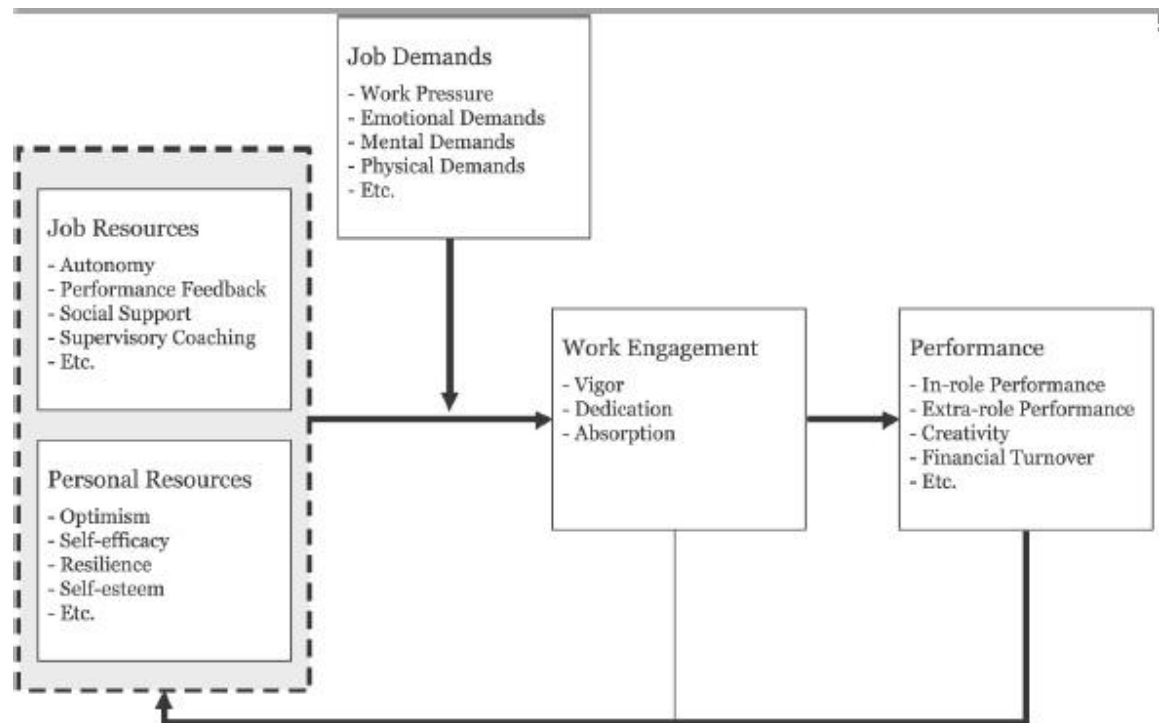 Job Demands
- Work Pressure
- Emotional Demands
- Mental Demands
- Physical Demands
- Etc.
Job Resources
- Autonomy
- Performance Feedback
- Social Support
- Supervisory Coaching
- Etc.
Personal Resources
- Optimism
- Self-efficacy
- Resilience
- Self-esteem
- Etc.
Work Engagement
- Vigor
- Dedication
- Absorption
Performance
- In-role Performance
- Extra-role Performance
- Creativity
- Financial Turnover
- Etc.